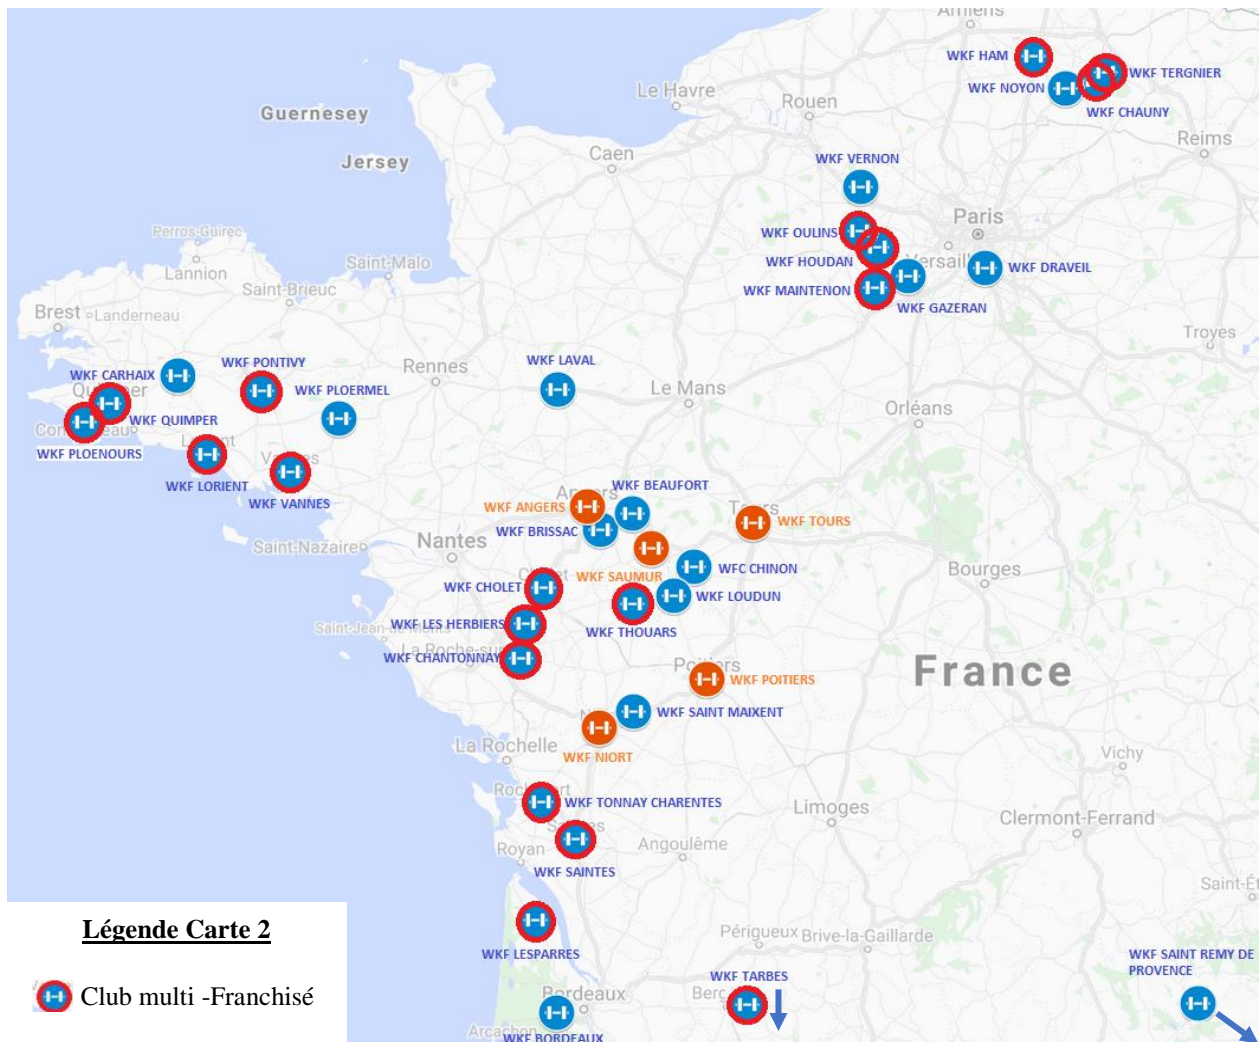 Amiens
WKF HAM
WKF TERGNIER
WKF NOYON
WKF CHAUNY
Le Havre
Rouen
Reims
Guernesey
Jersey
Caen
WKF VERNON
Paris
WKF OULINS
WKF HOUDAN
WKF DRAVEIL
WKF MAINTENON
WKF GAZERAN
Perros-Guirec
Lannion
Saint-Malo
Saint-Brieuc
Brest
Landerneau
Troyes
WKF PONTIVY
WKF LAVAL
WKF CARHAIX
WKF PLOERMEL
Rennes
Le Mans
Orléans
WKF QUIMPER
WKF PLOENOURS
WKF LORIENT
WKF VANNES
WKF BEAUFORT
WKF ANGERS
WKF TOURS
WKF BRISSAC
Saint-Nazaire
Nantes
WKF SAUMUR
WFC CHINON
Bourges
WKF CHOLET
WKF LOUDUN
WKF LES HERBIERS
WKF THOUARS
WKF CHANTONNAY
Poitiers
WKF POITIERS
France
WKF SAINT MAIXENT
WKF NIORT
La Rochelle
Vichy
WKF TONNAY CHARENTES
Limoges
Clermont-Ferrand
Royan
Angoulême
WKF SAINTES
WKF LESPARRES
Périgueux
Brive-la-Gaillarde
WKF TARBES
WKF SAINT REMY DE
PROVENCE
Bordeaux
Arcachon
WKF BORDEAUX
Légende Carte 2
Club multi -Franchisé